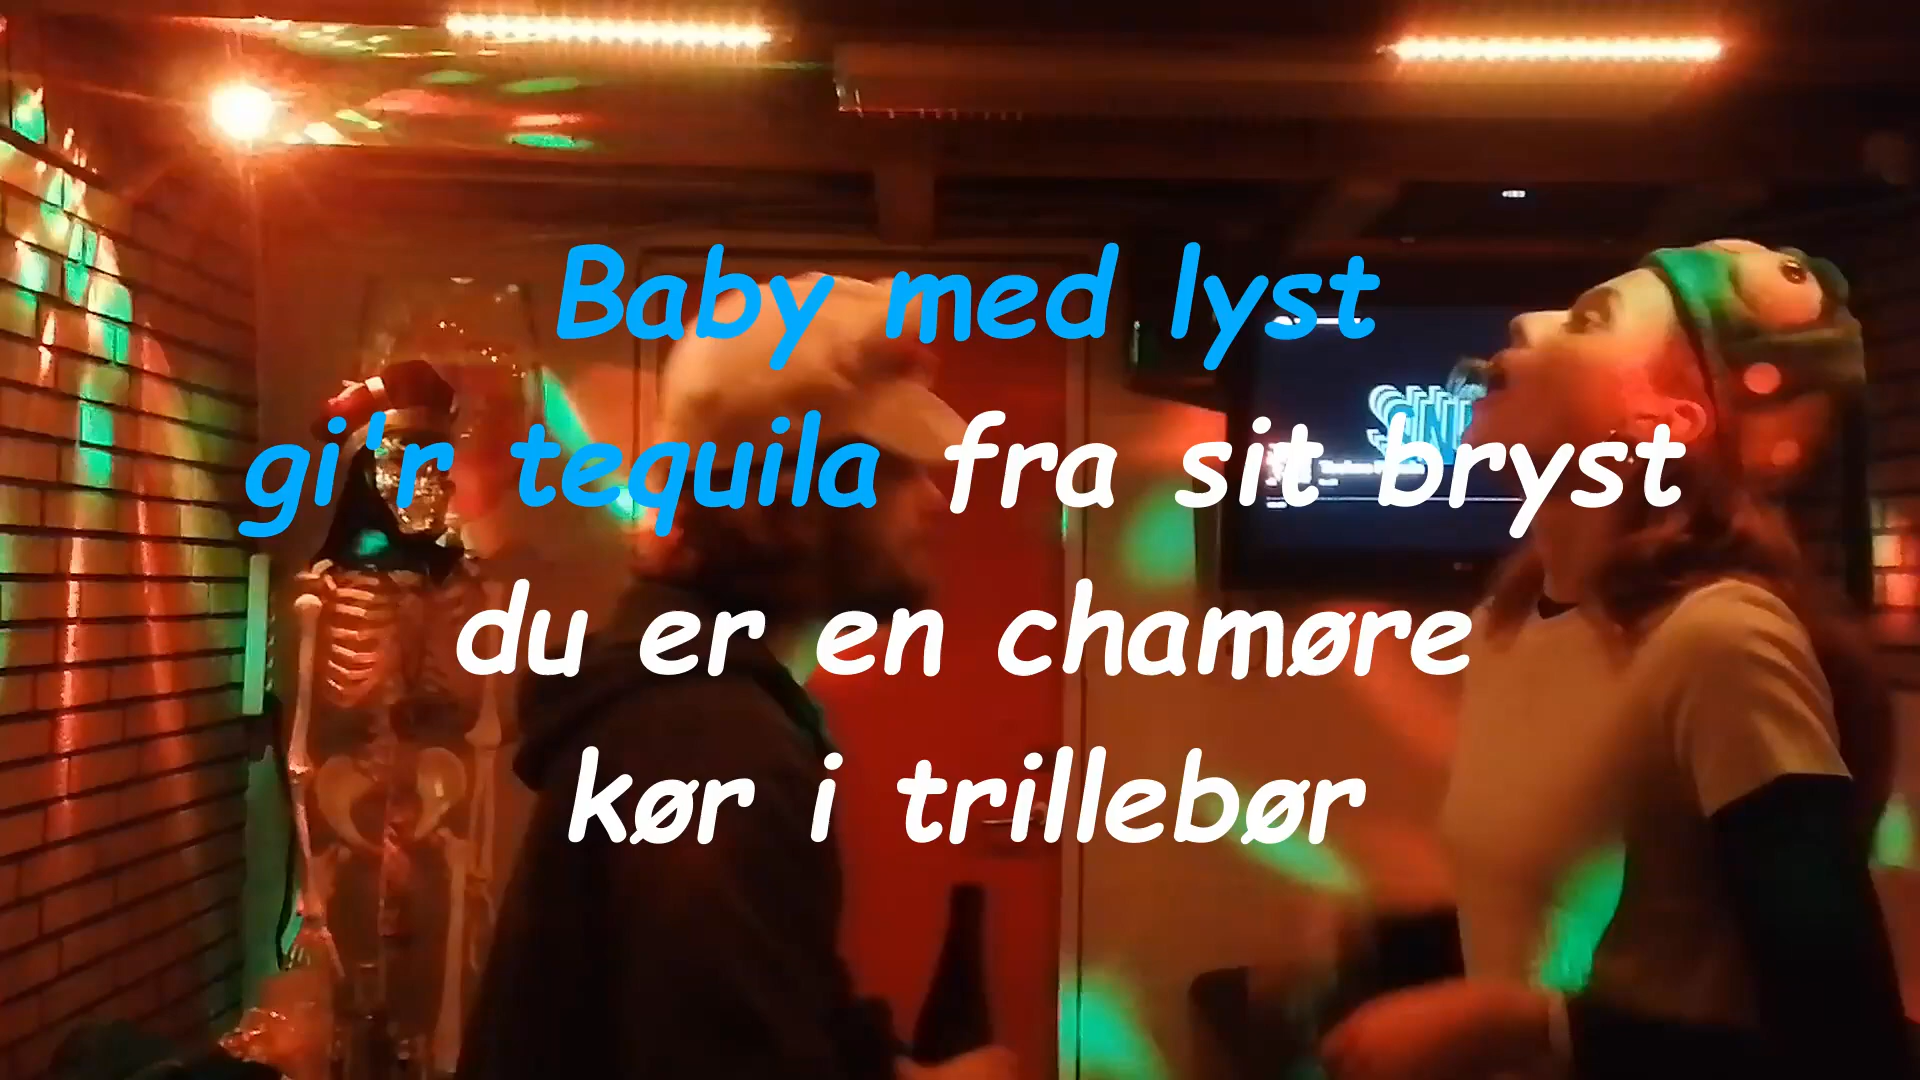 Baby med lyst
gi'r tequila fra sit bryst
du er en chamøre
kør i trillebør